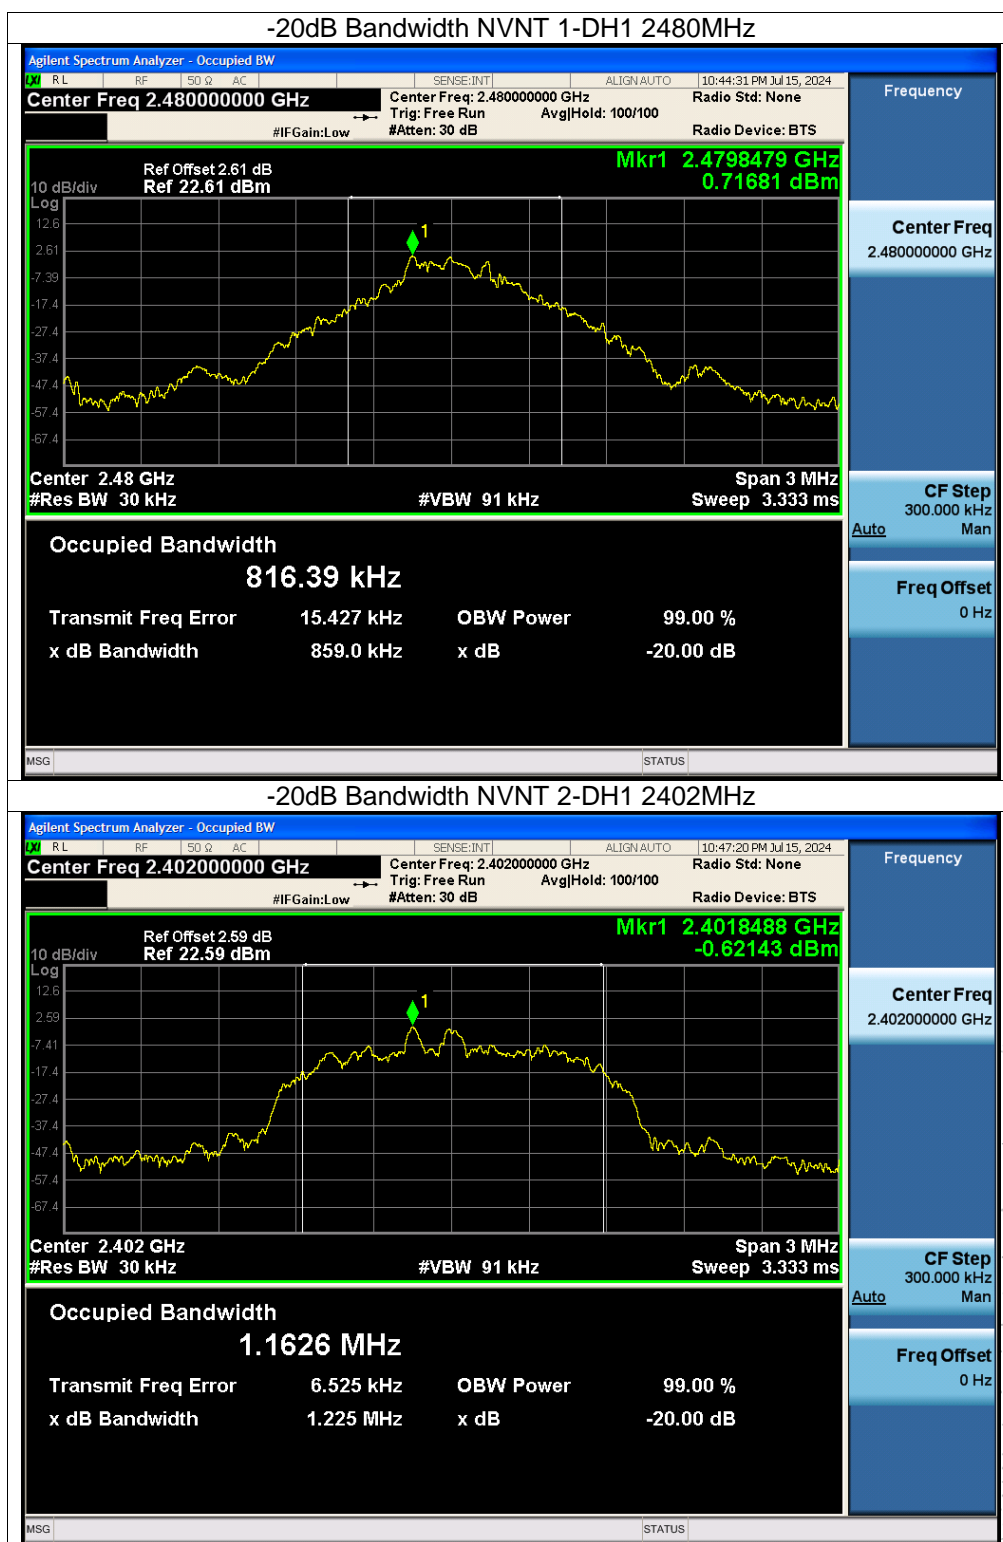 -20dB Bandwidth NVNT 1-DH1 2480MHz
Agilent Spectrum Analyzer - Occupied BW
LXI RL RF 50 Ω AC SENSE:INT ALIGN AUTO 10:44:31 PM Jul 15, 2024
Center Freq 2.480000000 GHz
Center Freq: 2.480000000 GHz
Radio Std: None
Trig: Free Run Avg|Hold: 100/100
#IFGain:Low #Atten: 30 dB Radio Device: BTS
Frequency
Mkr1 2.4798479 GHz
0.71681 dBm
Ref Offset 2.61 dB
10 dB/div Ref 22.61 dBm
Log
12.6
2.61
-7.39
-17.4
-27.4
-37.4
-47.4
-57.4
-67.4
1
Center Freq
2.480000000 GHz
Center 2.48 GHz Span 3 MHz
#Res BW 30 kHz #VBW 91 kHz Sweep 3.333 ms
CF Step
300.000 kHz
Auto Man
Occupied Bandwidth
816.39 kHz
Freq Offset
0 Hz
Transmit Freq Error 15.427 kHz OBW Power 99.00 %
x dB Bandwidth 859.0 kHz x dB -20.00 dB
MSG STATUS
-20dB Bandwidth NVNT 2-DH1 2402MHz
Agilent Spectrum Analyzer - Occupied BW
LXI RL RF 50 Ω AC SENSE:INT ALIGN AUTO 10:47:20 PM Jul 15, 2024
Center Freq 2.402000000 GHz
Center Freq: 2.402000000 GHz
Radio Std: None
Trig: Free Run Avg|Hold: 100/100
#IFGain:Low #Atten: 30 dB Radio Device: BTS
Frequency
Mkr1 2.4018488 GHz
-0.62143 dBm
Ref Offset 2.59 dB
10 dB/div Ref 22.59 dBm
Log
12.6
2.59
-7.41
-17.4
-27.4
-37.4
-47.4
-57.4
-67.4
1
Center Freq
2.402000000 GHz
Center 2.402 GHz Span 3 MHz
#Res BW 30 kHz #VBW 91 kHz Sweep 3.333 ms
CF Step
300.000 kHz
Auto Man
Occupied Bandwidth
1.1626 MHz
Freq Offset
0 Hz
Transmit Freq Error 6.525 kHz OBW Power 99.00 %
x dB Bandwidth 1.225 MHz x dB -20.00 dB
MSG STATUS